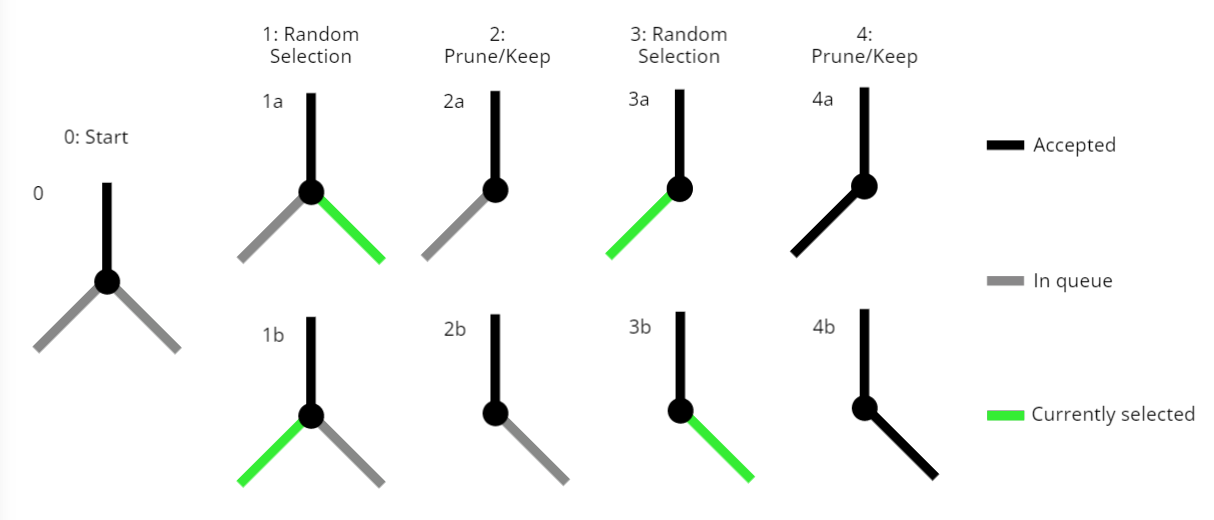 1: Random
Selection
2:
Prune/Keep
3: Random
Selection
4:
Prune/Keep
0: Start
0
1a
2a
3a
4a
1b
2b
3b
4b
Accepted
In queue
Currently selected